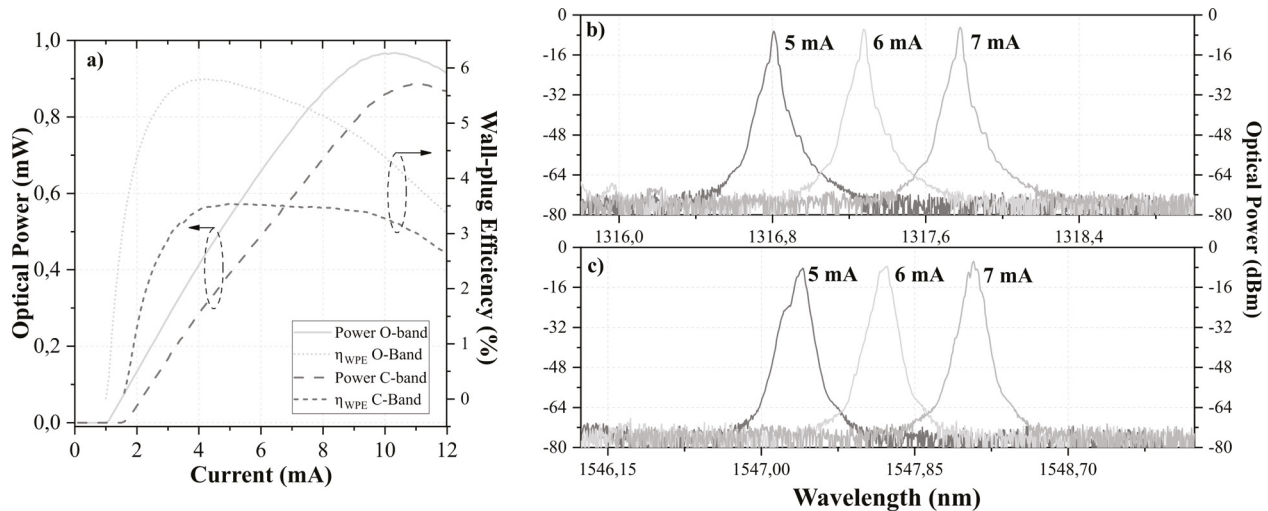 a)
1,0
0,8
0,6
0,4
0,2
0,0
Optical Power (mW)
0 2 4 6 8 10 12
Current (mA)
6
5
4
3
2
1
0
Wall-plug Efficiency (%)
Power O-band
ηWPE O-Band
Power C-band
ηWPE C-Band
b)
5 mA 6 mA 7 mA
0 0
-16 -16
-32 -32
-48 -48
-64 -64
-80 -80
1316,0 1316,8 1317,6 1318,4
c)
5 mA 6 mA 7 mA
0 0
-16 -16
-32 -32
-48 -48
-64 -64
-80 -80
1546,15 1547,00 1547,85 1548,70
Wavelength (nm)
Optical Power (dBm)